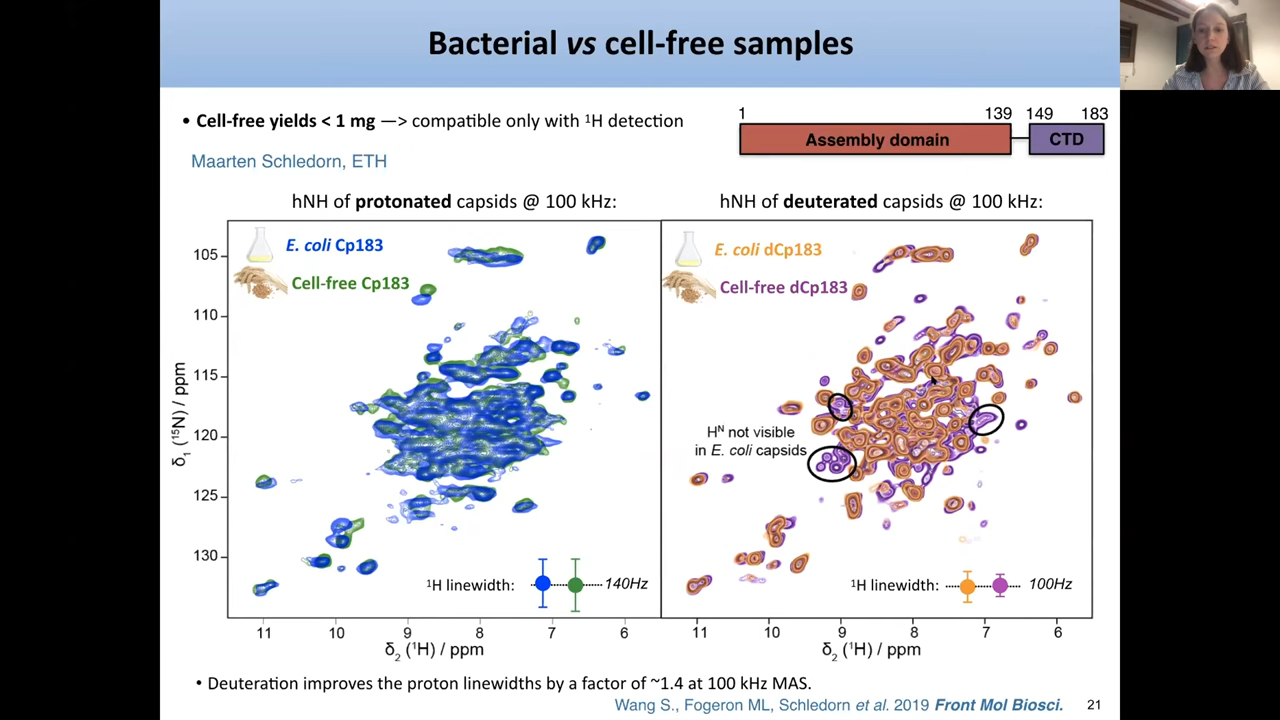 Bacterial vs cell-free samples
• Cell-free yields < 1 mg —> compatible only with ¹H detection
1 139 149 183
Assembly domain CTD
Maarten Schledorn, ETH
hNH of protonated capsids @ 100 kHz:
hNH of deuterated capsids @ 100 kHz:
E. coli Cp183
Cell-free Cp183
E. coli dCp183
Cell-free dCp183
105
110
115
120
125
130
δ₁ (¹⁵N) / ppm
Hᴺ not visible
in E. coli capsids
¹H linewidth: 140Hz
¹H linewidth: 100Hz
11 10 9 8 7 6
δ₂ (¹H) / ppm
11 10 9 8 7 6
δ₂ (¹H) / ppm
• Deuteration improves the proton linewidths by a factor of ~1.4 at 100 kHz MAS.
Wang S., Fogeron ML, Schledorn et al. 2019 Front Mol Biosci.
21